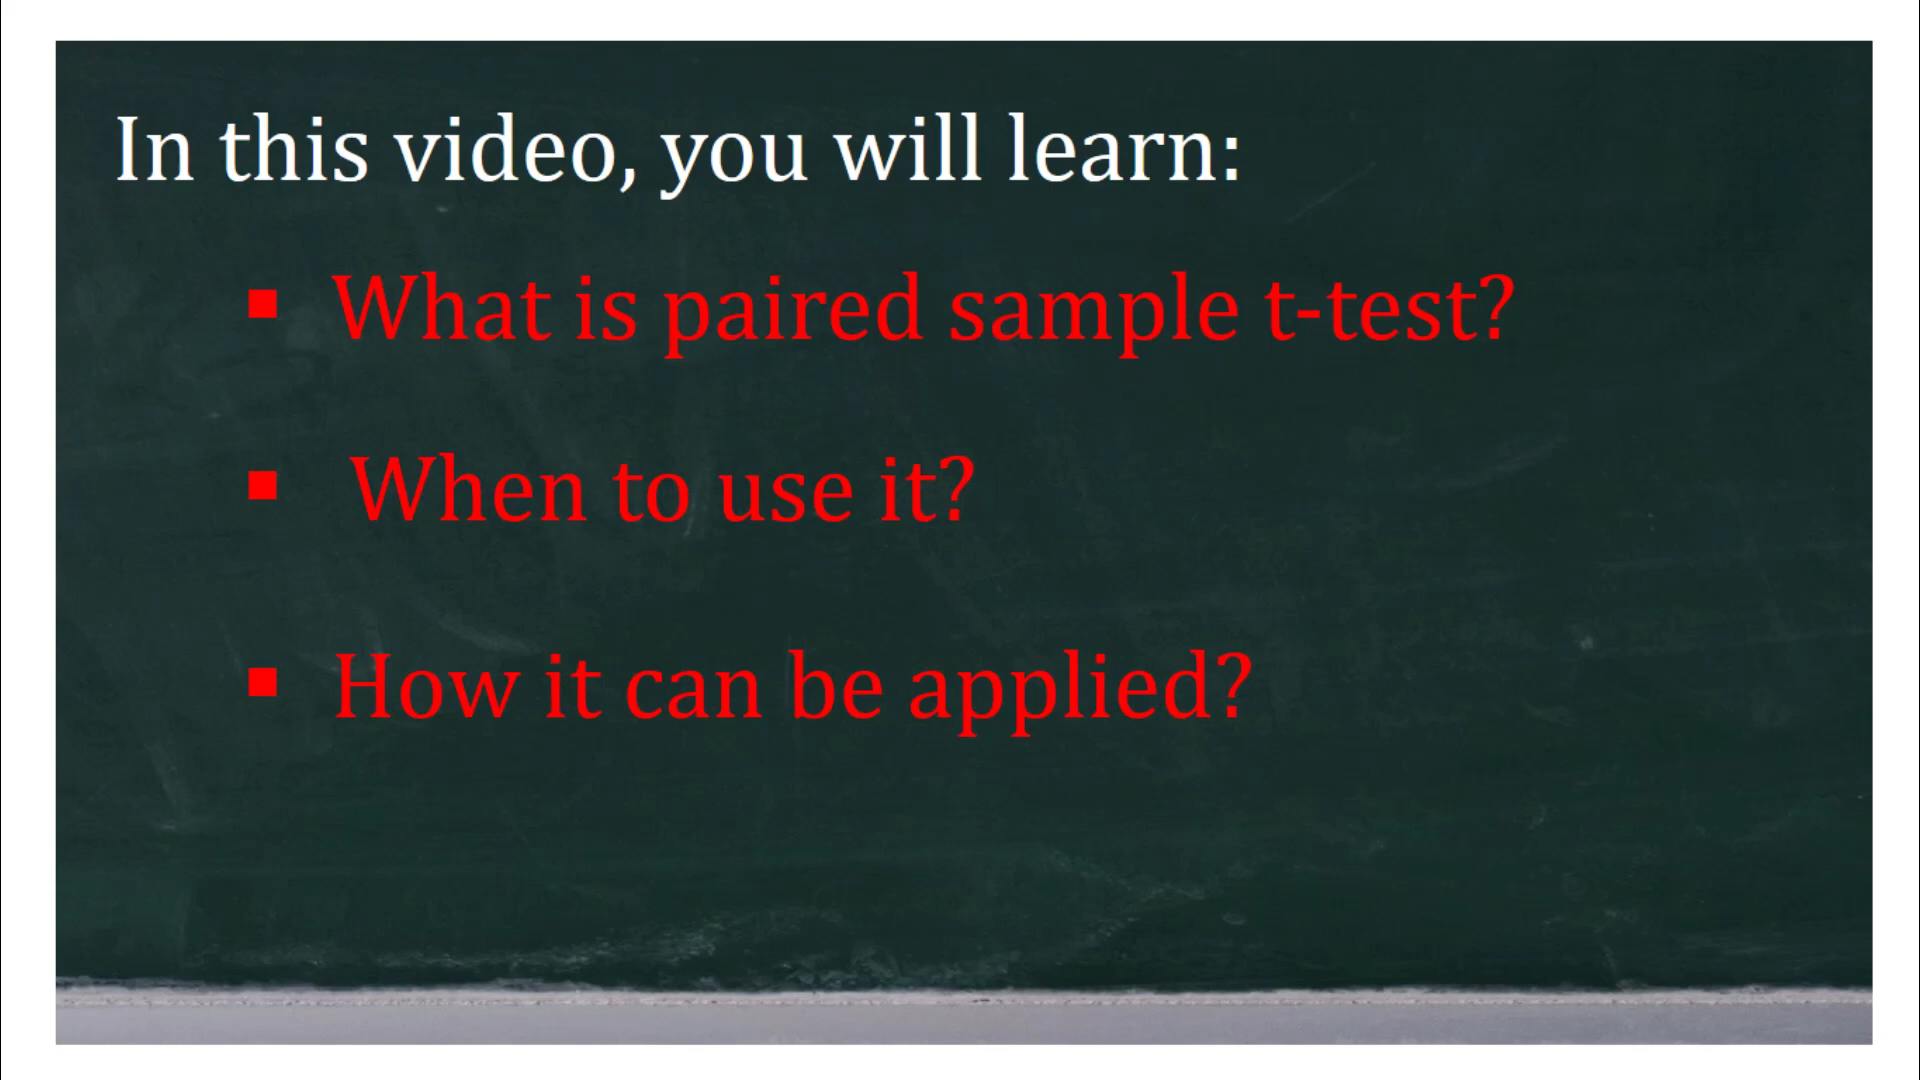 In this video, you will learn:
▪ What is paired sample t-test?
▪ When to use it?
▪ How it can be applied?